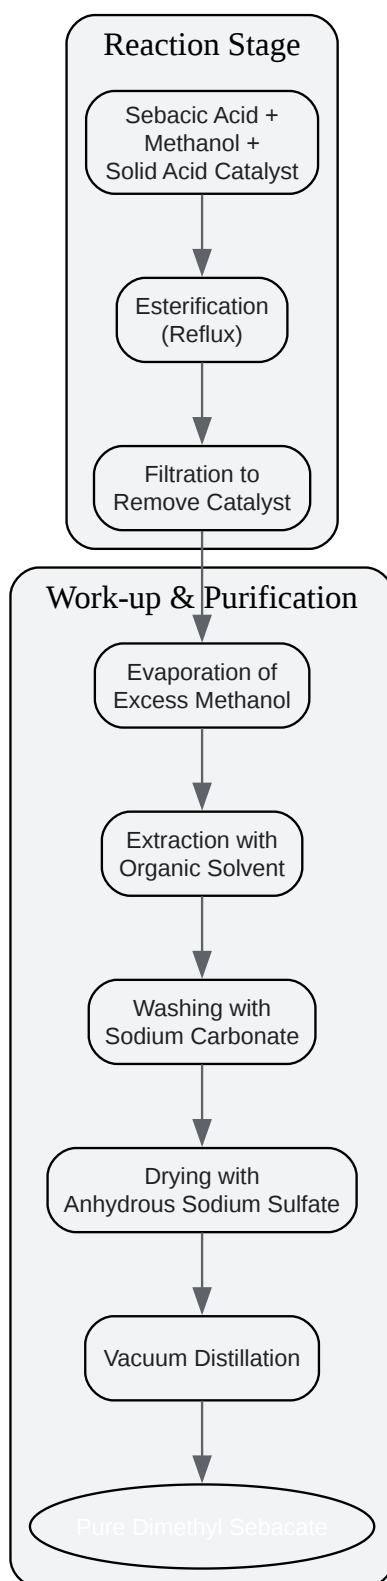 Reaction Stage
Sebacic Acid +
Methanol +
Solid Acid Catalyst
Esterification
(Reflux)
Filtration to
Remove Catalyst
Work-up & Purification
Evaporation of
Excess Methanol
Extraction with
Organic Solvent
Washing with
Sodium Carbonate
Drying with
Anhydrous Sodium Sulfate
Vacuum Distillation
Pure Dimethyl Sebacate